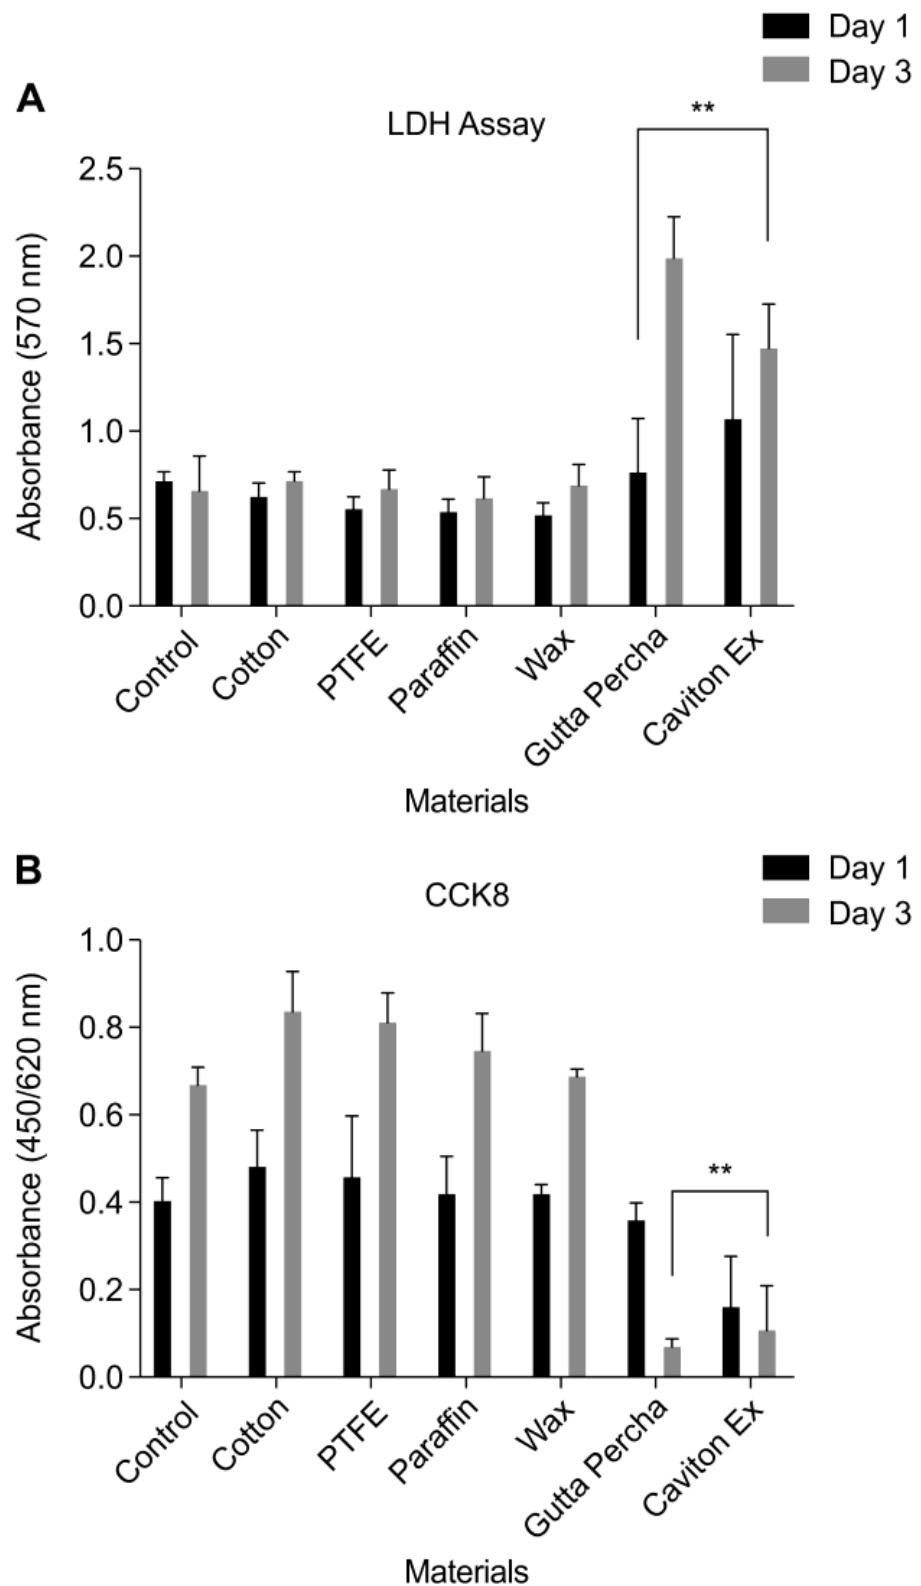 Day 1
Day 3
A
LDH Assay
**
2.5
2.0
1.5
1.0
0.5
0.0
Absorbance (570 nm)
Control
Cotton
PTFE
Paraffin
Wax
Gutta Percha
Caviton Ex
Materials
B
Day 1
Day 3
CCK8
1.0
0.8
0.6
0.4
0.2
0.0
Absorbance (450/620 nm)
**
Control
Cotton
PTFE
Paraffin
Wax
Gutta Percha
Caviton Ex
Materials